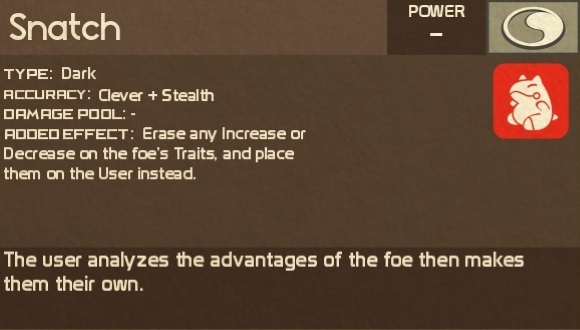 Snatch
POWER
–
TYPE: Dark
ACCURACY: Clever + Stealth
DAMAGE POOL: -
ADDED EFFECT: Erase any Increase or
Decrease on the foe's Traits, and place
them on the User instead.
The user analyzes the advantages of the foe then makes
them their own.